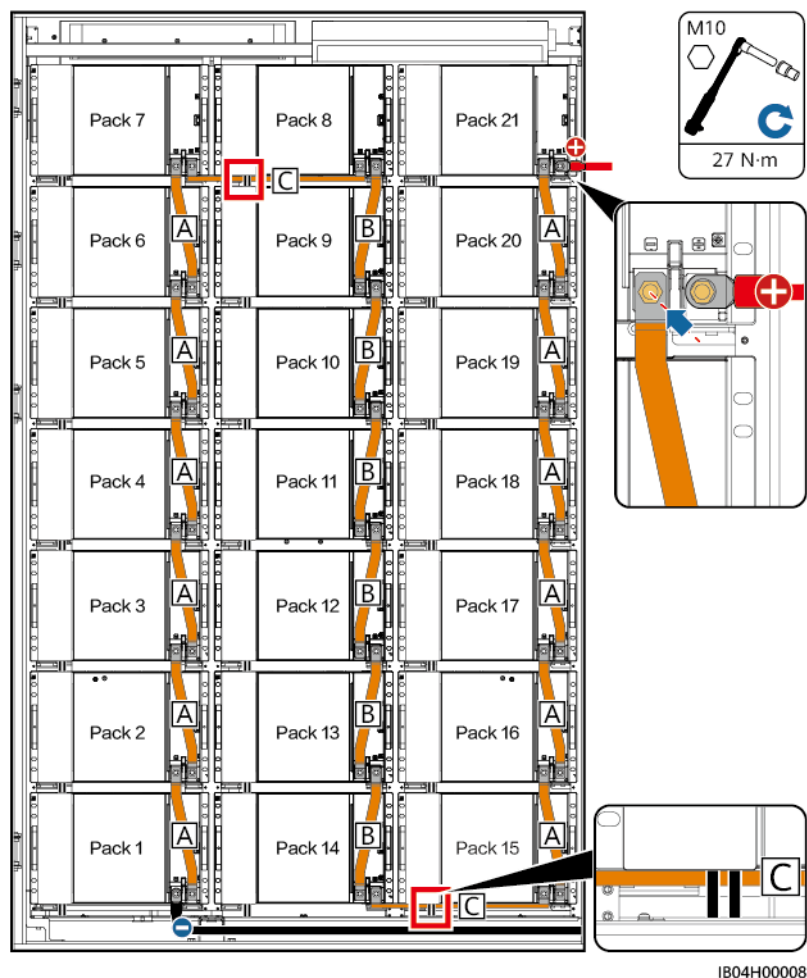 M10
27 N·m
Pack 7
Pack 8
Pack 21
+
C
Pack 6
A
Pack 9
B
Pack 20
A
− +
+
Pack 5
A
Pack 10
B
Pack 19
A
Pack 4
A
Pack 11
B
Pack 18
A
Pack 3
A
Pack 12
B
Pack 17
A
Pack 2
A
Pack 13
B
Pack 16
A
Pack 1
A
Pack 14
B
Pack 15
A
C
C
−
IB04H00008